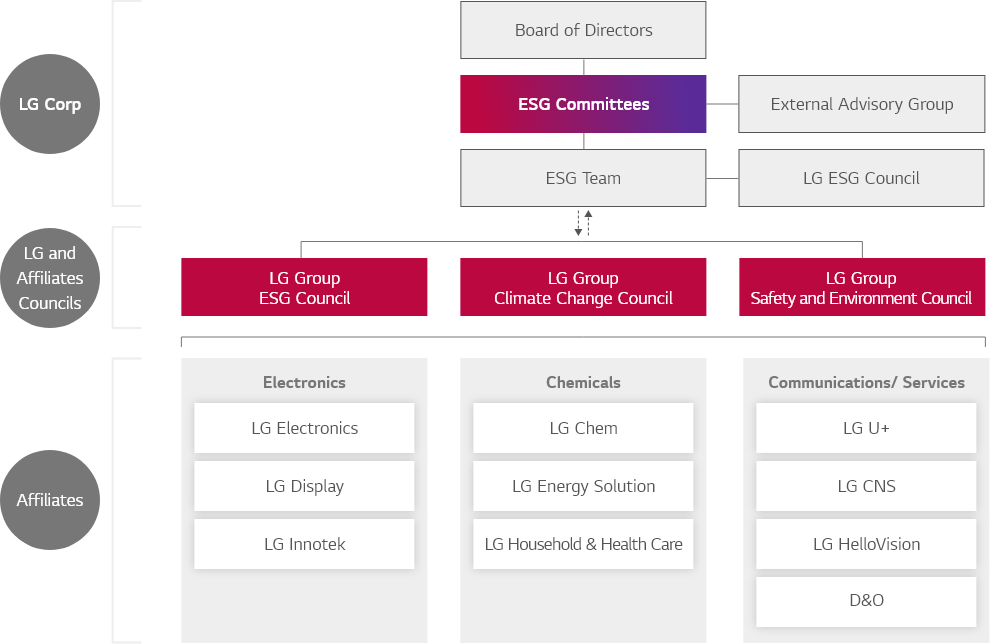 Board of Directors
LG Corp
ESG Committees
External Advisory Group
ESG Team
LG ESG Council
LG and
Affiliates
Councils
LG Group
ESG Council
LG Group
Climate Change Council
LG Group
Safety and Environment Council
Affiliates
Electronics
LG Electronics
LG Display
LG Innotek
Chemicals
LG Chem
LG Energy Solution
LG Household & Health Care
Communications/ Services
LG U+
LG CNS
LG HelloVision
D&O